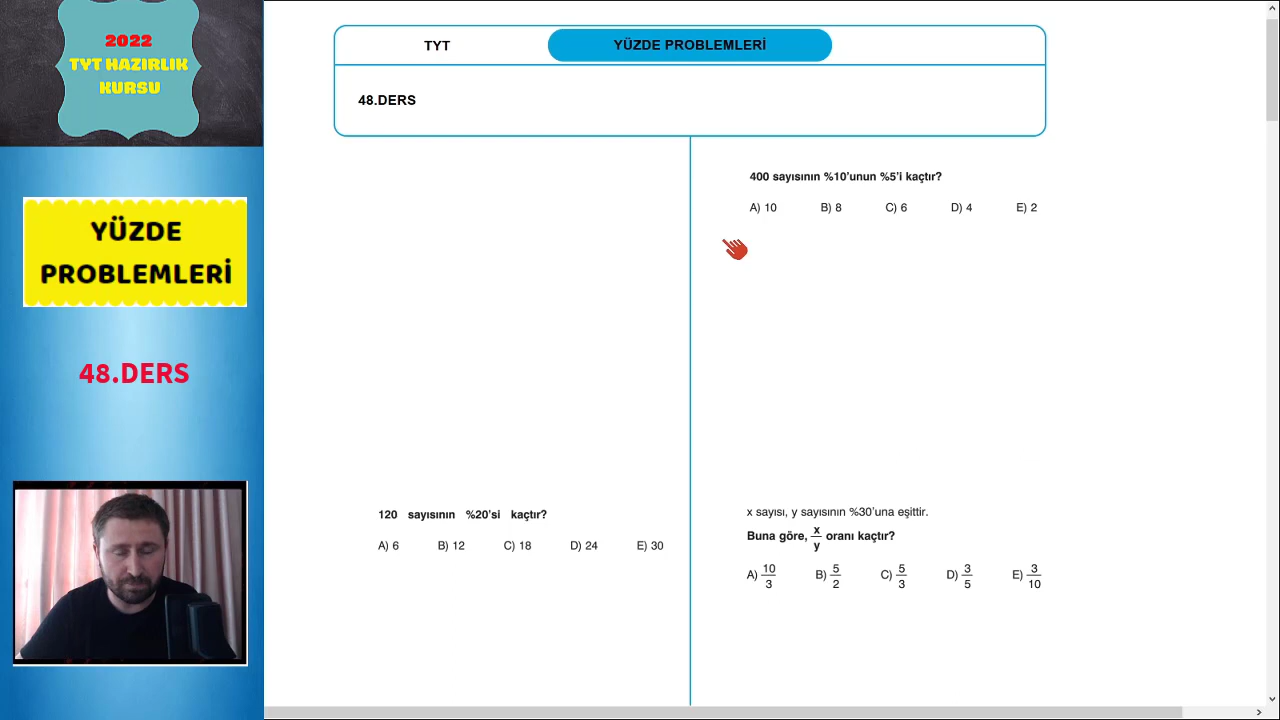 2022
TYT HAZIRLIK
KURSU
YÜZDE
PROBLEMLERİ
48.DERS
TYT
YÜZDE PROBLEMLERİ
48.DERS
120 sayısının %20'si kaçtır?
A) 6 B) 12 C) 18 D) 24 E) 30
400 sayısının %10'unun %5'i kaçtır?
A) 10 B) 8 C) 6 D) 4 E) 2
x sayısı, y sayısının %30'una eşittir.
Buna göre, x/y oranı kaçtır?
A) 10/3 B) 5/2 C) 5/3 D) 3/5 E) 3/10